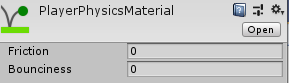 PlayerPhysicsMaterial
Open
Friction 0
Bounciness 0